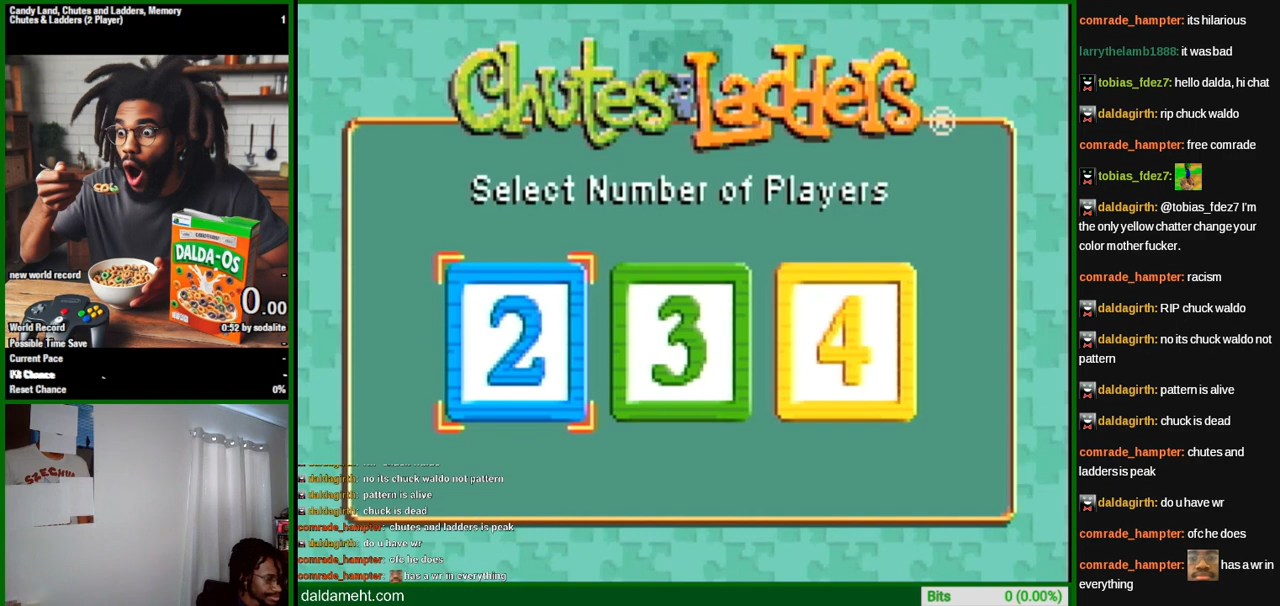 Candy Land, Chutes and Ladders, Memory
Chutes & Ladders (2 Player) 1
DALDA-OS
new world record -
0.00
World Record 0:52 by sodalite
Possible Time Save -
Current Pace -
Reset Chance 0%
Chutes Ladders ®
Select Number of Players
2 3 4
daldagirth: no its chuck waldo not pattern
daldagirth: pattern is alive
daldagirth: chuck is dead
comrade_hampter: chutes and ladders is peak
daldagirth: do u have wr
comrade_hampter: ofc he does
comrade_hampter: has a wr in everything
daldameht.com
Bits 0 (0.00%)
comrade_hampter: its hilarious
larrythelamb1888: it was bad
tobias_fdez7: hello dalda, hi chat
daldagirth: rip chuck waldo
comrade_hampter: free comrade
tobias_fdez7:
daldagirth: @tobias_fdez7 I'm
the only yellow chatter change your
color mother fucker.
comrade_hampter: racism
daldagirth: RIP chuck waldo
daldagirth: no its chuck waldo not
pattern
daldagirth: pattern is alive
daldagirth: chuck is dead
comrade_hampter: chutes and
ladders is peak
daldagirth: do u have wr
comrade_hampter: ofc he does
comrade_hampter: has a wr in
everything